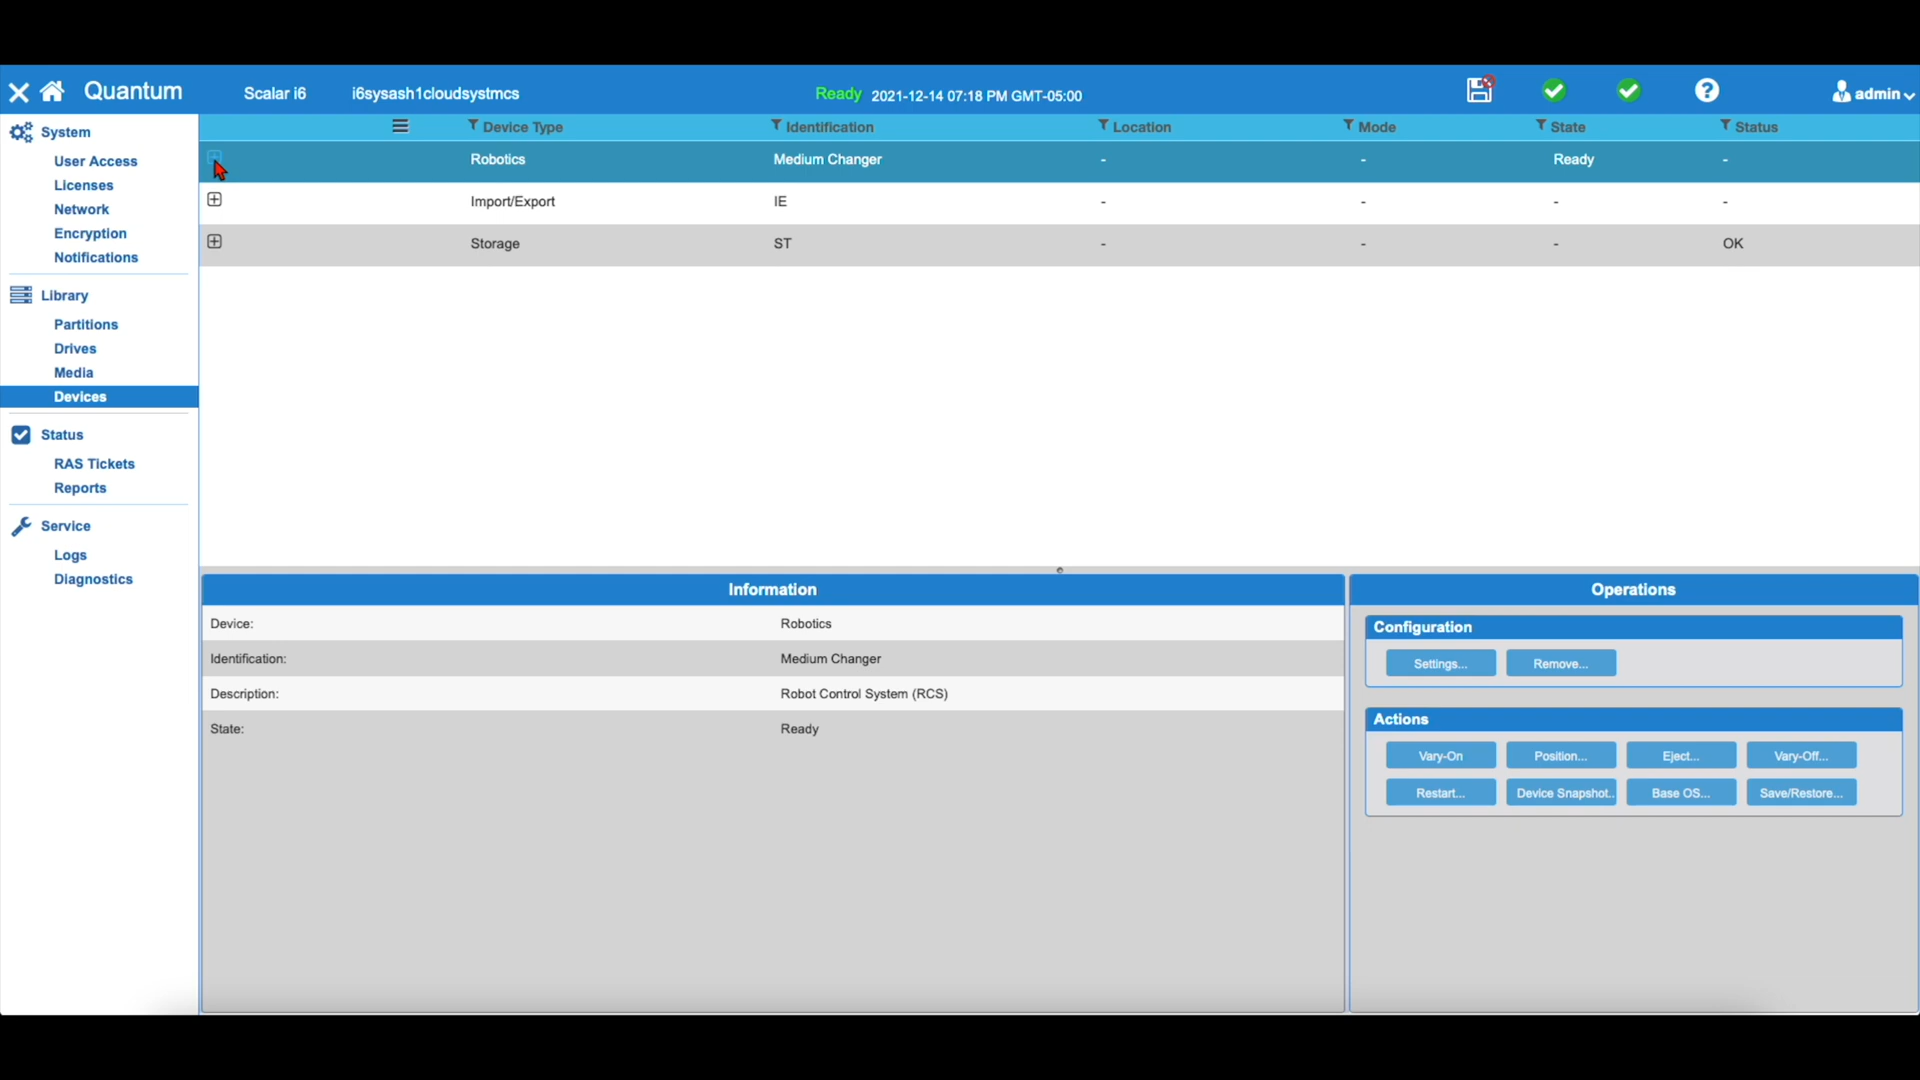 Quantum Scalar i6 i6sysash1cloudsystmcs Ready 2021-12-14 07:18 PM GMT-05:00 ? admin
System
User Access
Licenses
Network
Encryption
Notifications
Library
Partitions
Drives
Media
Devices
Status
RAS Tickets
Reports
Service
Logs
Diagnostics
Device Type Identification Location Mode State Status
Robotics Medium Changer - - Ready -
Import/Export IE - - - -
Storage ST - - - OK
Information
Device: Robotics
Identification: Medium Changer
Description: Robot Control System (RCS)
State: Ready
Operations
Configuration
Settings... Remove...
Actions
Vary-On Position... Eject... Vary-Off...
Restart... Device Snapshot.. Base OS... Save/Restore...